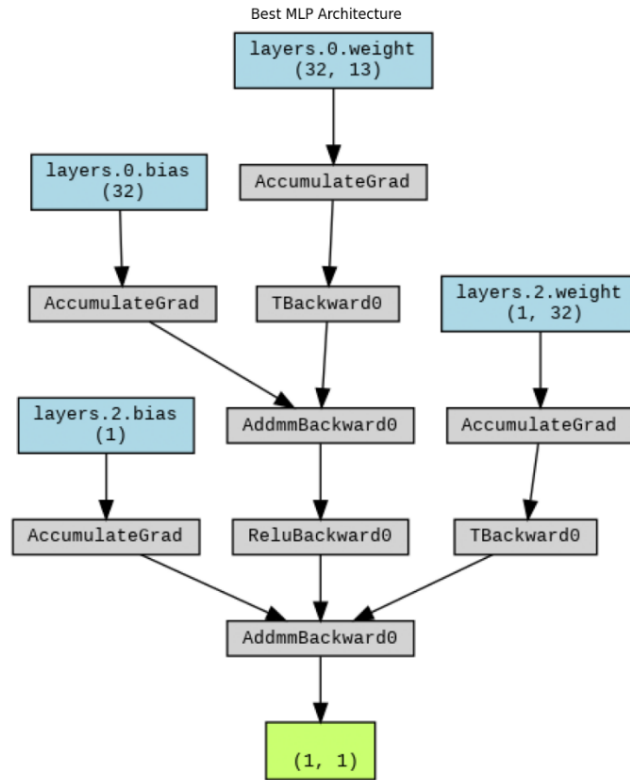 Best MLP Architecture
layers.0.weight
(32, 13)
layers.0.bias
(32)
AccumulateGrad
AccumulateGrad
TBackward0
layers.2.weight
(1, 32)
layers.2.bias
(1)
AddmmBackward0
AccumulateGrad
AccumulateGrad
ReluBackward0
TBackward0
AddmmBackward0
(1, 1)